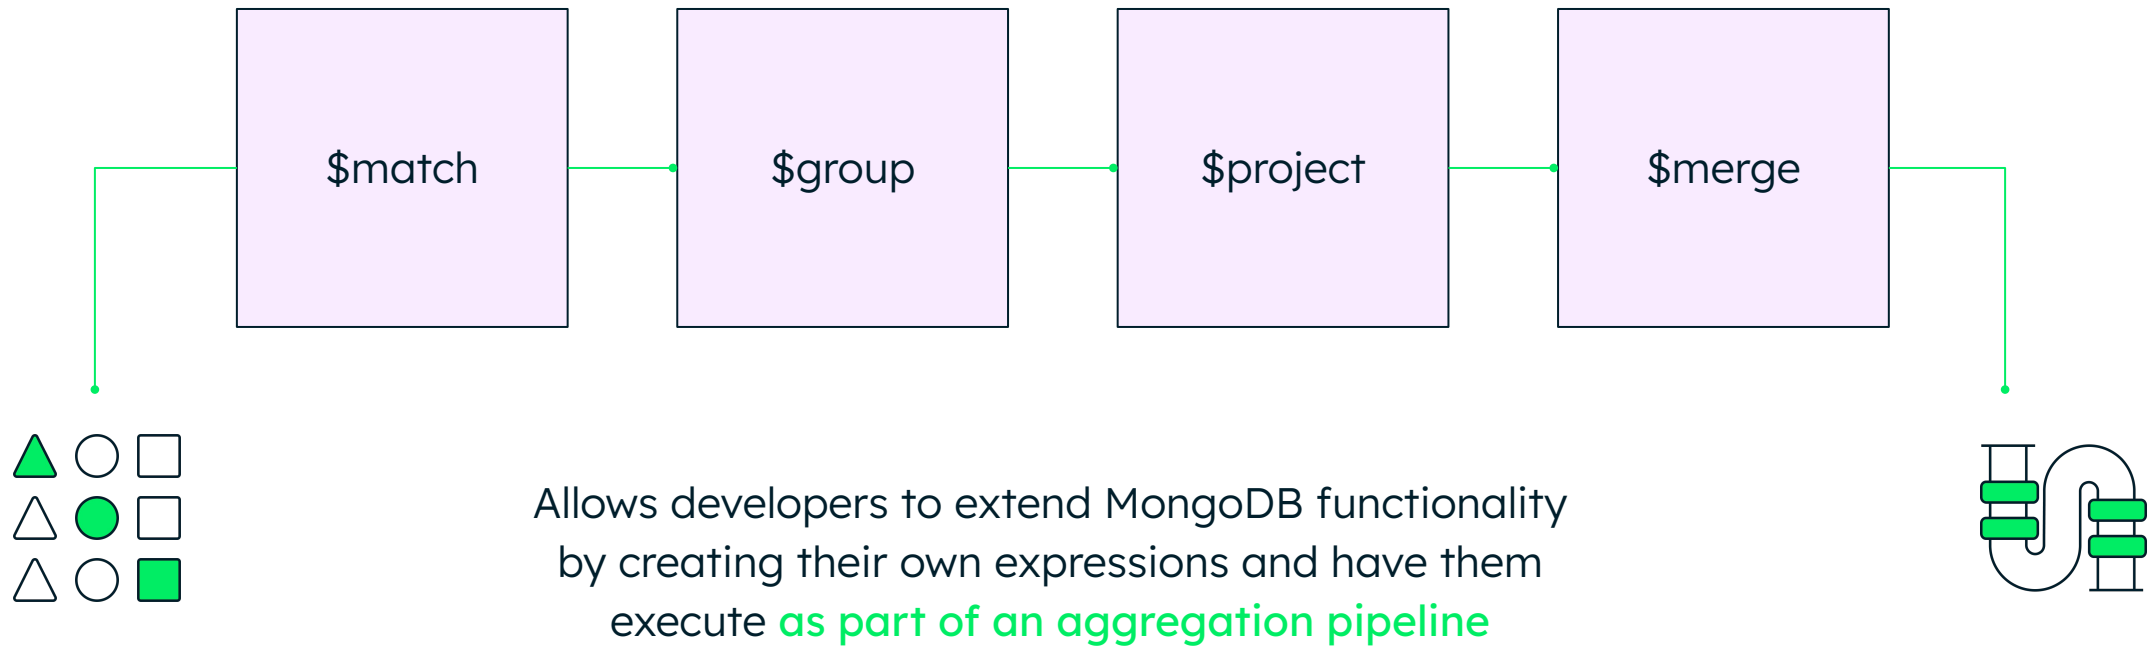 $match
$group
$project
$merge
Allows developers to extend MongoDB functionality
by creating their own expressions and have them
execute as part of an aggregation pipeline